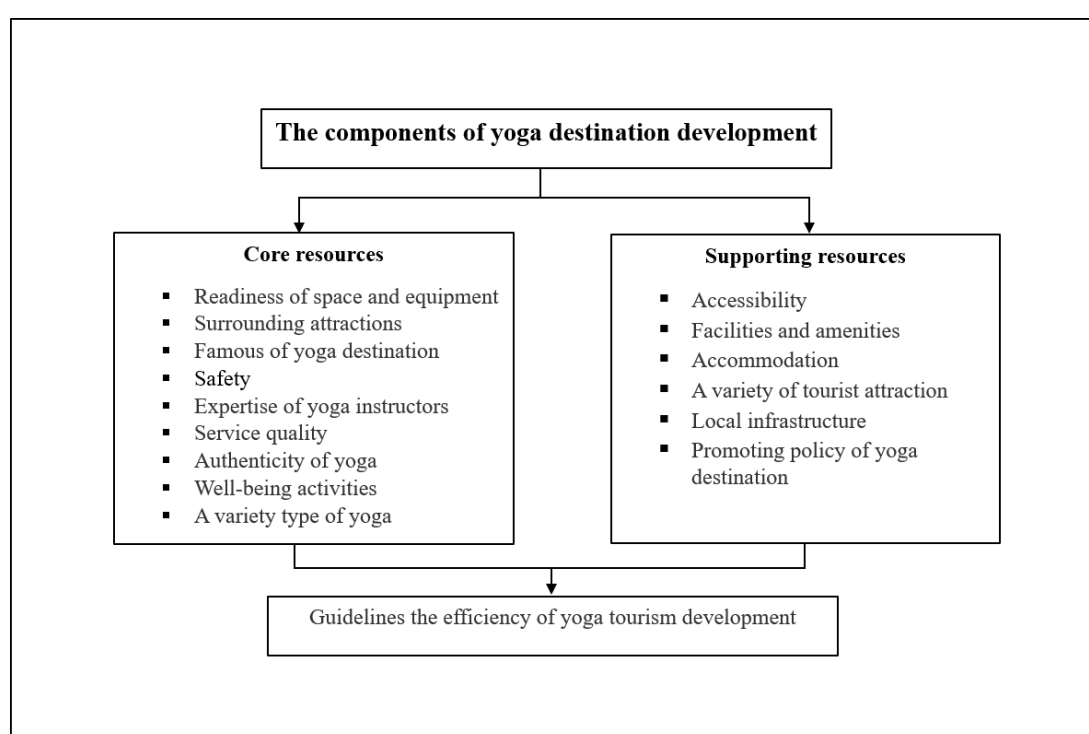 The components of yoga destination development
Core resources
▪ Readiness of space and equipment
▪ Surrounding attractions
▪ Famous of yoga destination
▪ Safety
▪ Expertise of yoga instructors
▪ Service quality
▪ Authenticity of yoga
▪ Well-being activities
▪ A variety type of yoga
Supporting resources
▪ Accessibility
▪ Facilities and amenities
▪ Accommodation
▪ A variety of tourist attraction
▪ Local infrastructure
▪ Promoting policy of yoga
destination
Guidelines the efficiency of yoga tourism development